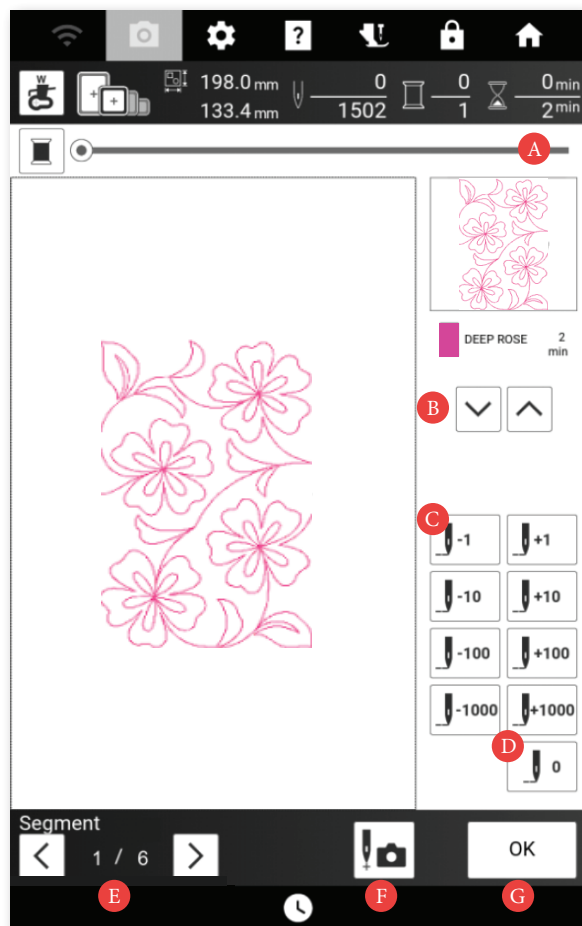 ?
W
198.0 mm
133.4 mm
0
1502
0
1
0 min
2 min
A
DEEP ROSE 2
min
B
C
-1 +1
-10 +10
-100 +100
-1000 +1000
D
0
Segment
1 / 6
OK
E F G